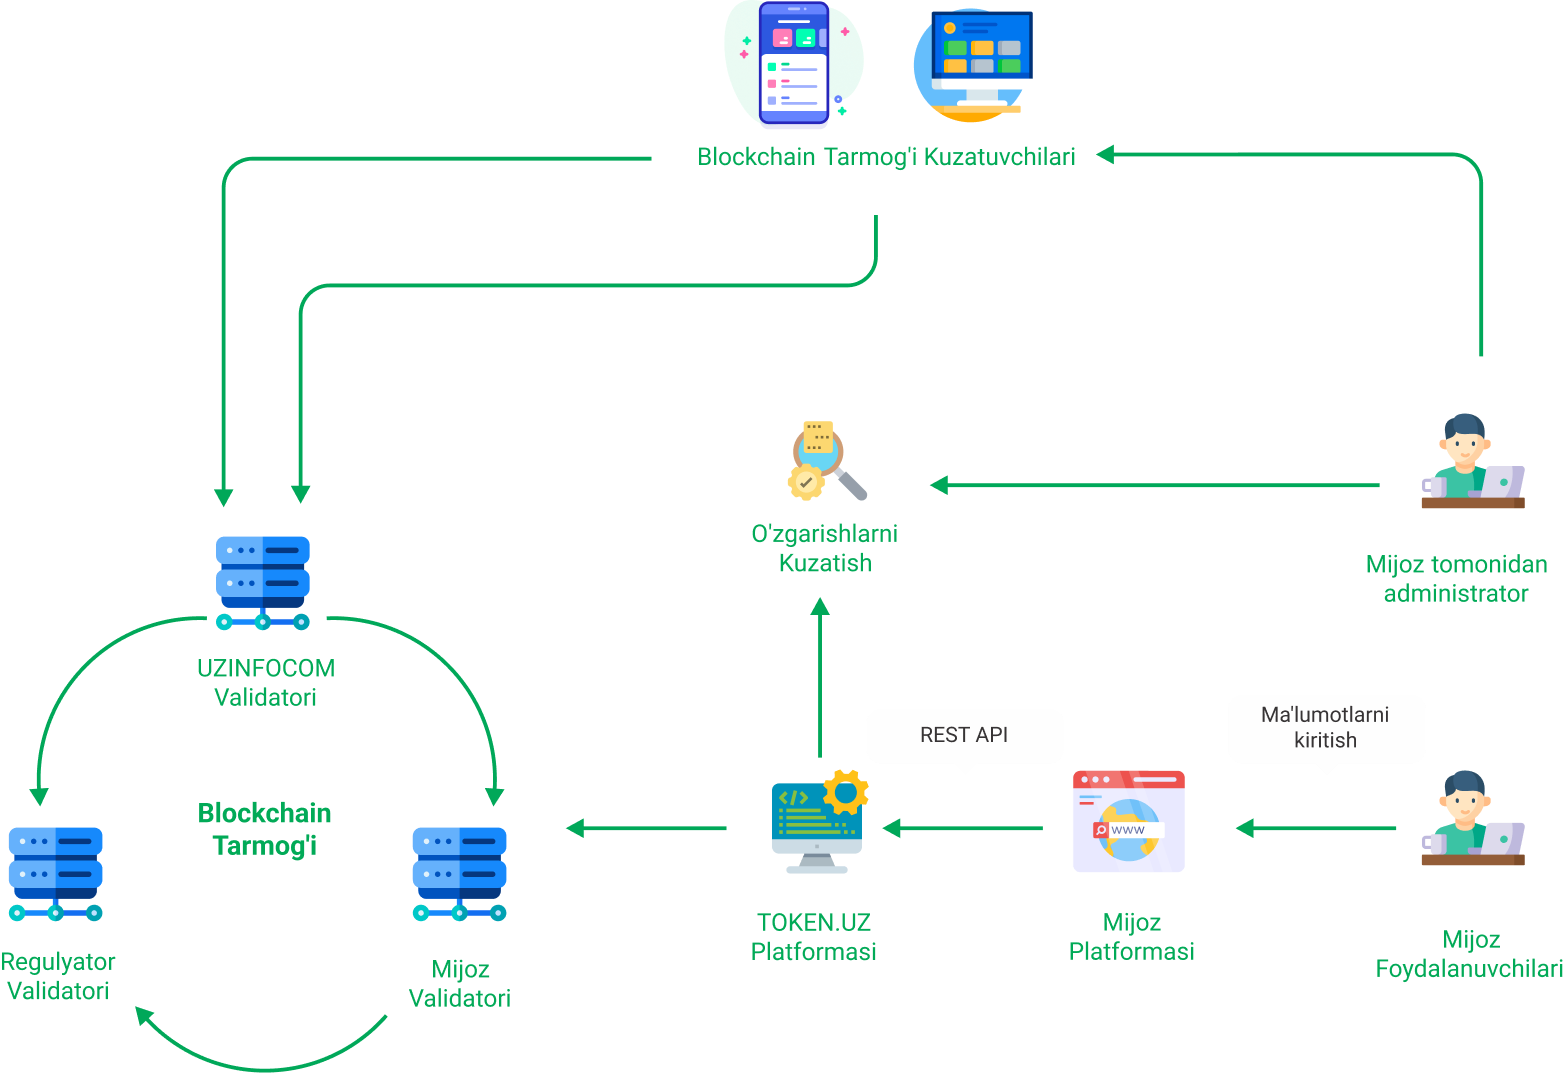 Blockchain Tarmog'i Kuzatuvchilari
O'zgarishlarni
Kuzatish
Mijoz tomonidan
administrator
UZINFOCOM
Validatori
REST API
Ma'lumotlarni
kiritish
Blockchain
Tarmog'i
www
TOKEN.UZ
Platformasi
Mijoz
Platformasi
Mijoz
Foydalanuvchilari
Regulyator
Validatori
Mijoz
Validatori